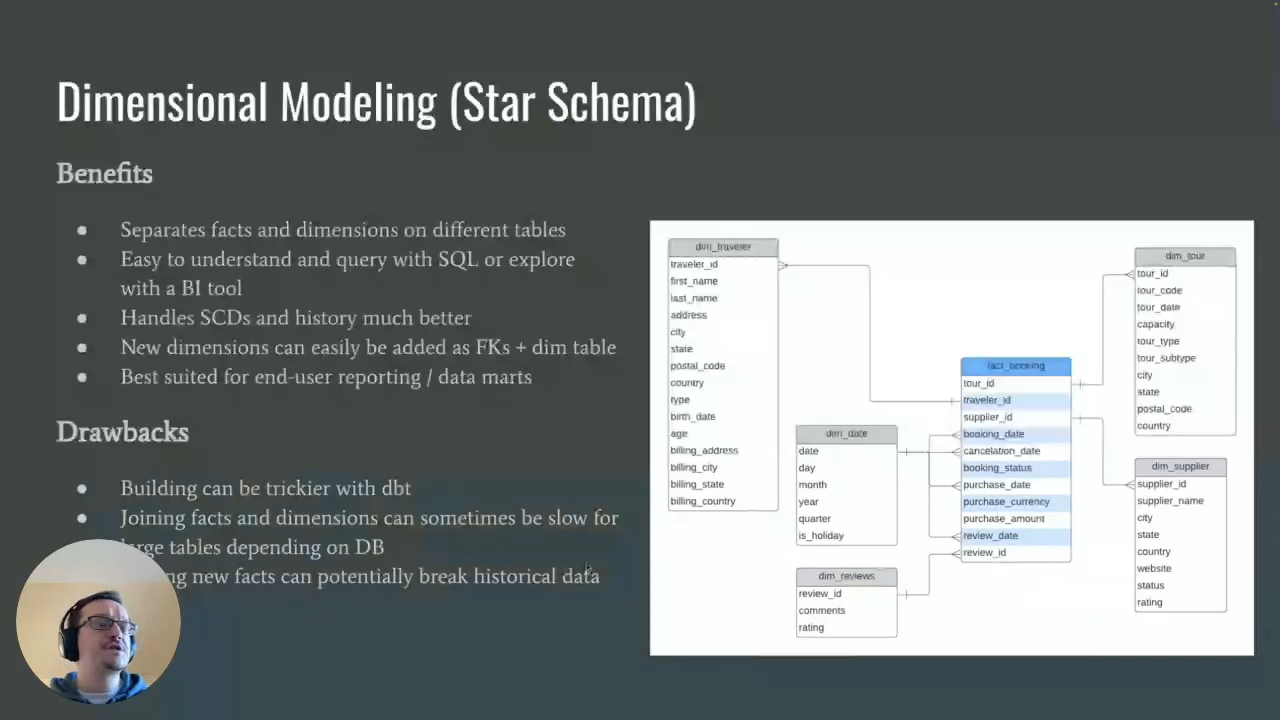 Dimensional Modeling (Star Schema)
Benefits
● Separates facts and dimensions on different tables
● Easy to understand and query with SQL or explore
with a BI tool
● Handles SCDs and history much better
● New dimensions can easily be added as FKs + dim table
● Best suited for end-user reporting / data marts
Drawbacks
● Building can be trickier with dbt
● Joining facts and dimensions can sometimes be slow for
large tables depending on DB
new facts can potentially break historical data
dim_traveler
traveler_id
first_name
last_name
address
city
state
postal_code
country
type
birth_date
age
billing_address
billing_city
billing_state
billing_country
dim_date
date
day
month
year
quarter
is_holiday
dim_reviews
review_id
comments
rating
fact_booking
tour_id
traveler_id
supplier_id
booking_date
cancelation_date
booking_status
purchase_date
purchase_currency
purchase_amount
review_date
review_id
dim_tour
tour_id
tour_code
tour_date
capacity
tour_type
tour_subtype
city
state
postal_code
country
dim_supplier
supplier_id
supplier_name
city
state
country
website
status
rating